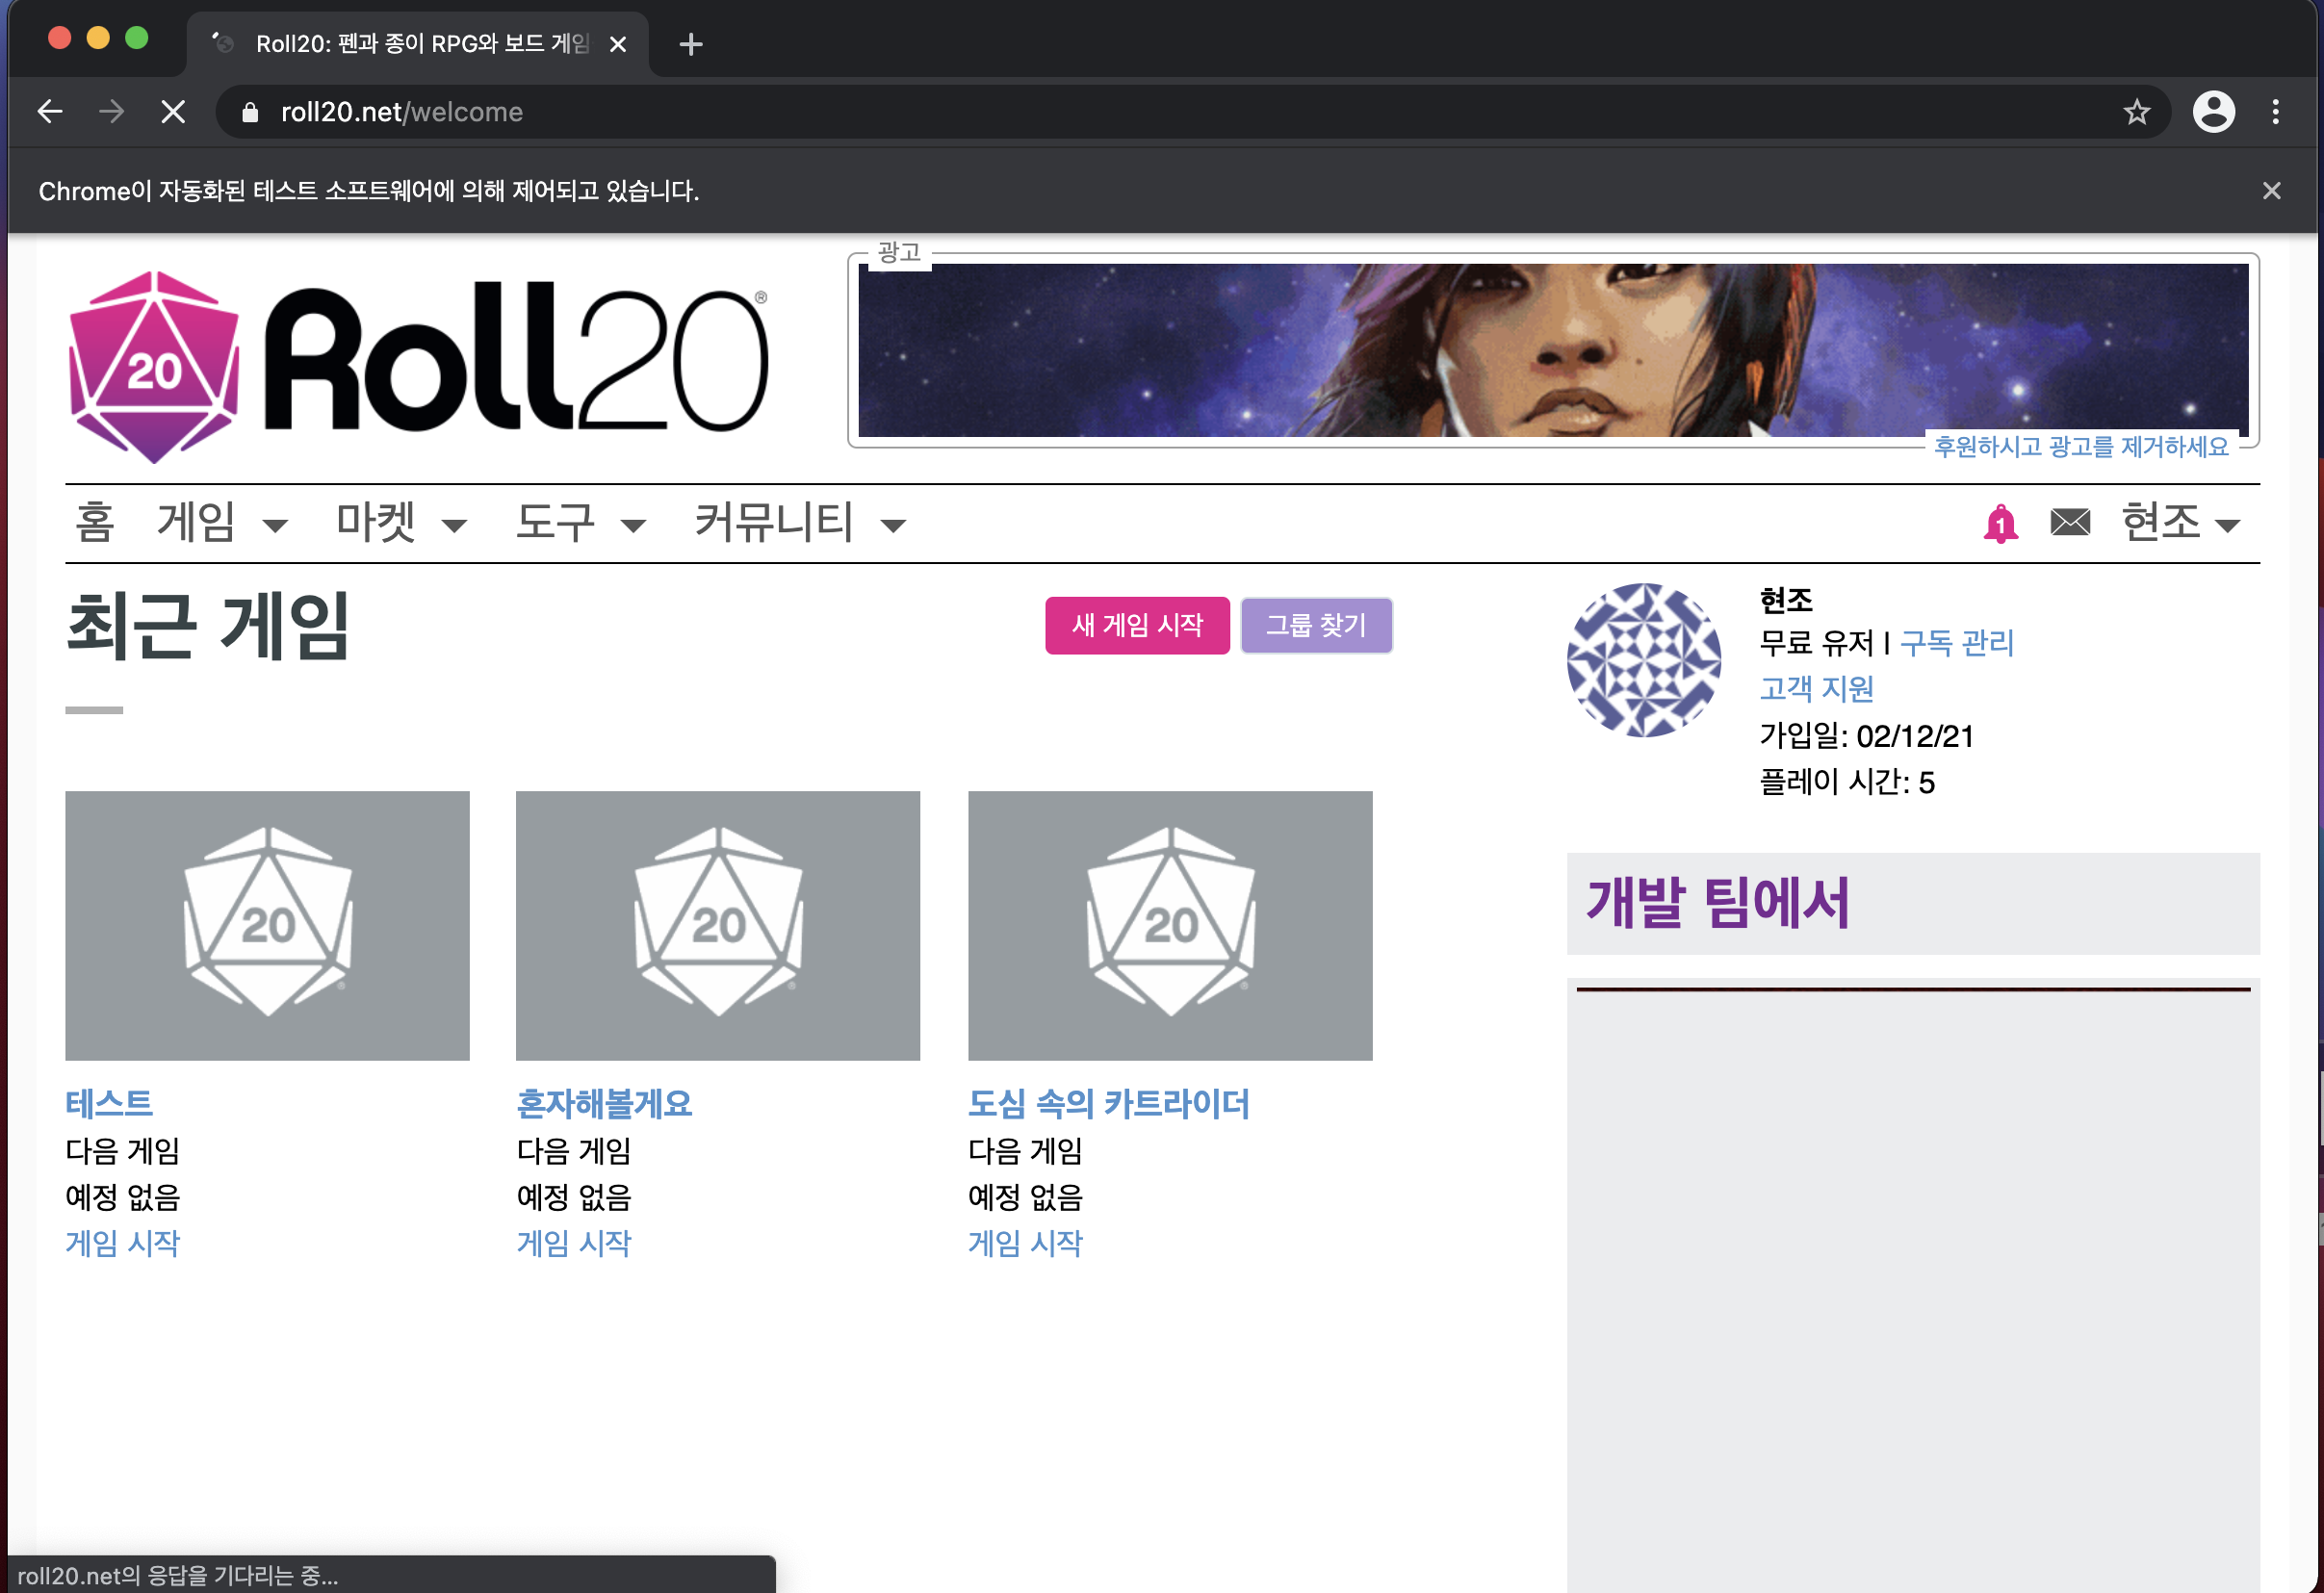 Roll20: 펜과 종이 RPG와 보드 게임
roll20.net/welcome
Chrome이 자동화된 테스트 소프트웨어에 의해 제어되고 있습니다.
광고
20 Roll20®
후원하시고 광고를 제거하세요
홈 게임 마켓 도구 커뮤니티 1 현조
최근 게임
새 게임 시작 그룹 찾기
현조
무료 유저 | 구독 관리
고객 지원
가입일: 02/12/21
플레이 시간: 5
개발 팀에서
20 20 20
테스트 혼자해볼게요 도심 속의 카트라이더
다음 게임 다음 게임 다음 게임
예정 없음 예정 없음 예정 없음
게임 시작 게임 시작 게임 시작
roll20.net의 응답을 기다리는 중...